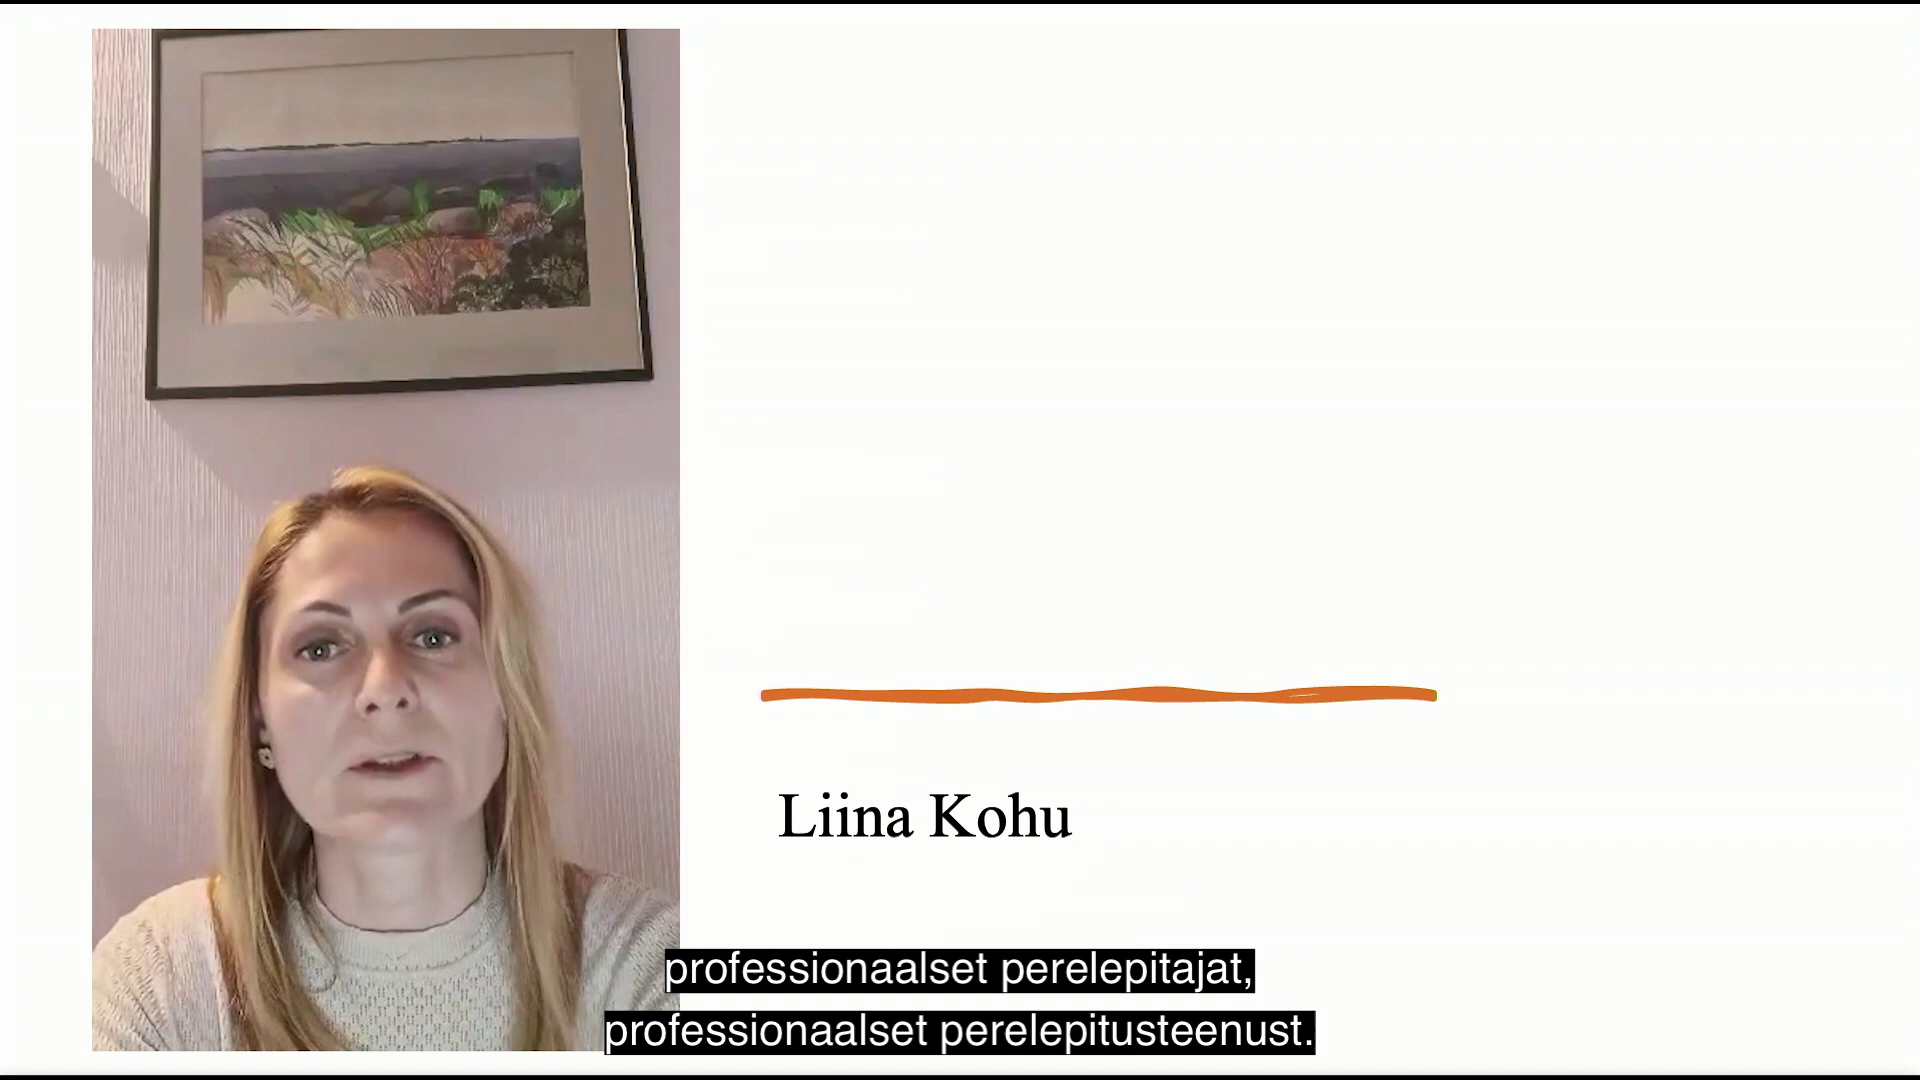 Liina Kohu
professionaalset perelepitajat,
professionaalset perelepitusteenust.